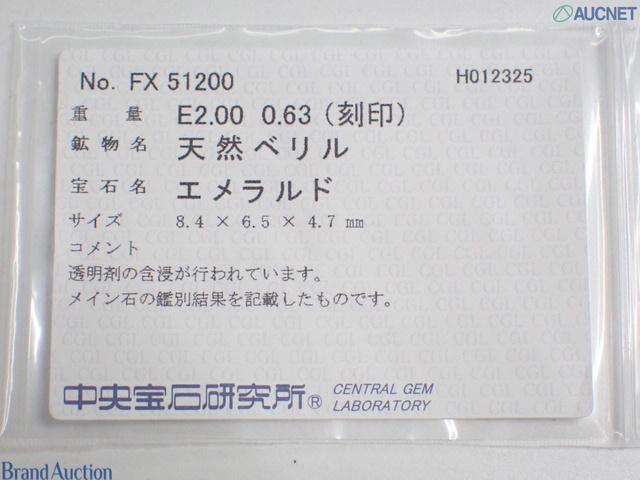 AUCNET
No. FX 51200 H012325
重量 E2.00 0.63 (刻印)
鉱物名 天然ベリル
宝石名 エメラルド
サイズ 8.4 × 6.5 × 4.7 mm
コメント
透明剤の含浸が行われています。
メイン石の鑑別結果を記載したものです。
中央宝石研究所® CENTRAL GEM
LABORATORY
Brand Auction